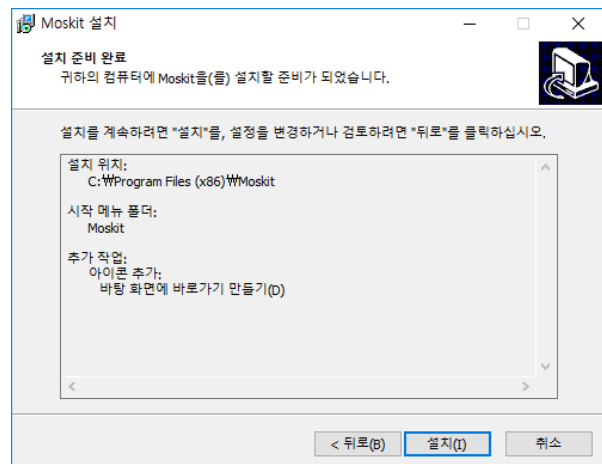 Moskit 설치
설치 준비 완료
귀하의 컴퓨터에 Moskit을(를) 설치할 준비가 되었습니다.
설치를 계속하려면 "설치"를, 설정을 변경하거나 검토하려면 "뒤로"를 클릭하십시오.
설치 위치:
C:₩Program Files (x86)₩Moskit
시작 메뉴 폴더:
Moskit
추가 작업:
아이콘 추가:
바탕 화면에 바로가기 만들기(D)
< 뒤로(B) 설치(I) 취소